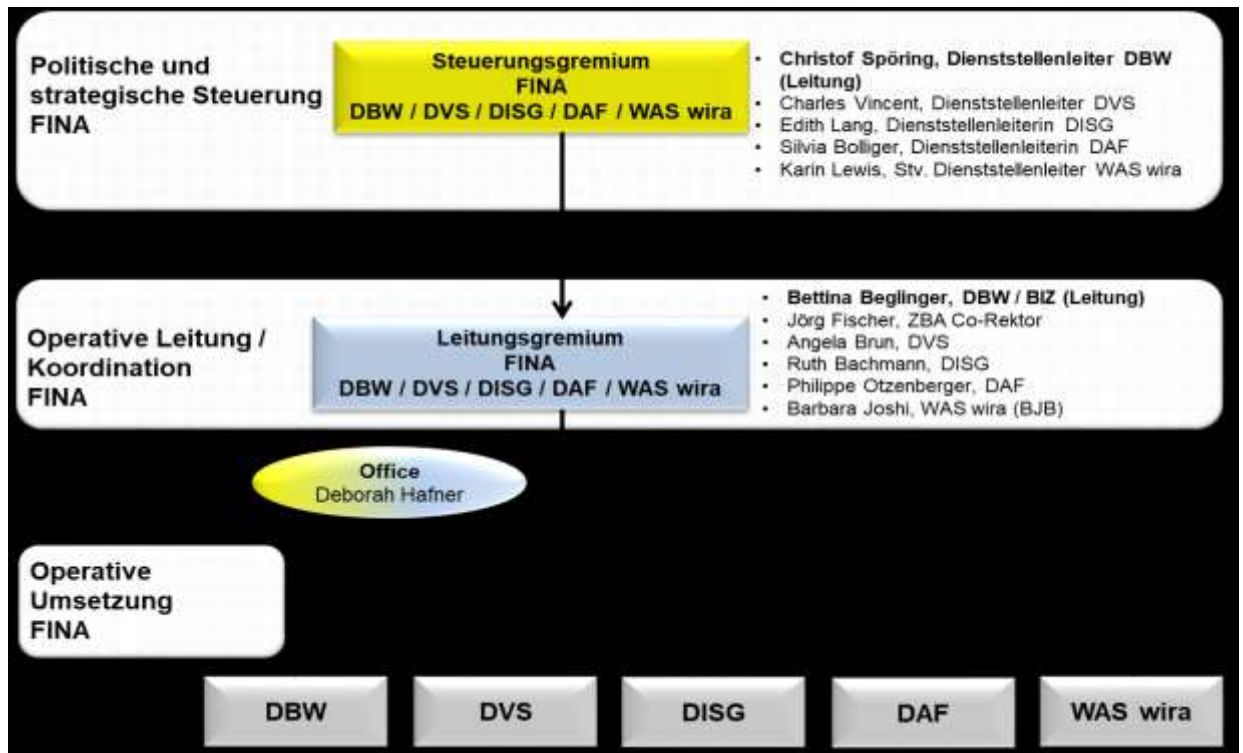 Politische und
strategische Steuerung
FINA
Steuerungsgremium
FINA
DBW / DVS / DISG / DAF / WAS wira
• Christof Spöring, Dienststellenleiter DBW
(Leitung)
• Charles Vincent, Dienststellenleiter DVS
• Edith Lang, Dienststellenleiterin DISG
• Silvia Bolliger, Dienststellenleiterin DAF
• Karin Lewis, Stv. Dienststellenleiter WAS wira
Operative Leitung /
Koordination
FINA
Leitungsgremium
FINA
DBW / DVS / DISG / DAF / WAS wira
• Bettina Beglinger, DBW / BIZ (Leitung)
• Jörg Fischer, ZBA Co-Rektor
• Angela Brun, DVS
• Ruth Bachmann, DISG
• Philippe Otzenberger, DAF
• Barbara Joshi, WAS wira (BJB)
Office
Deborah Hafner
Operative
Umsetzung
FINA
DBW
DVS
DISG
DAF
WAS wira